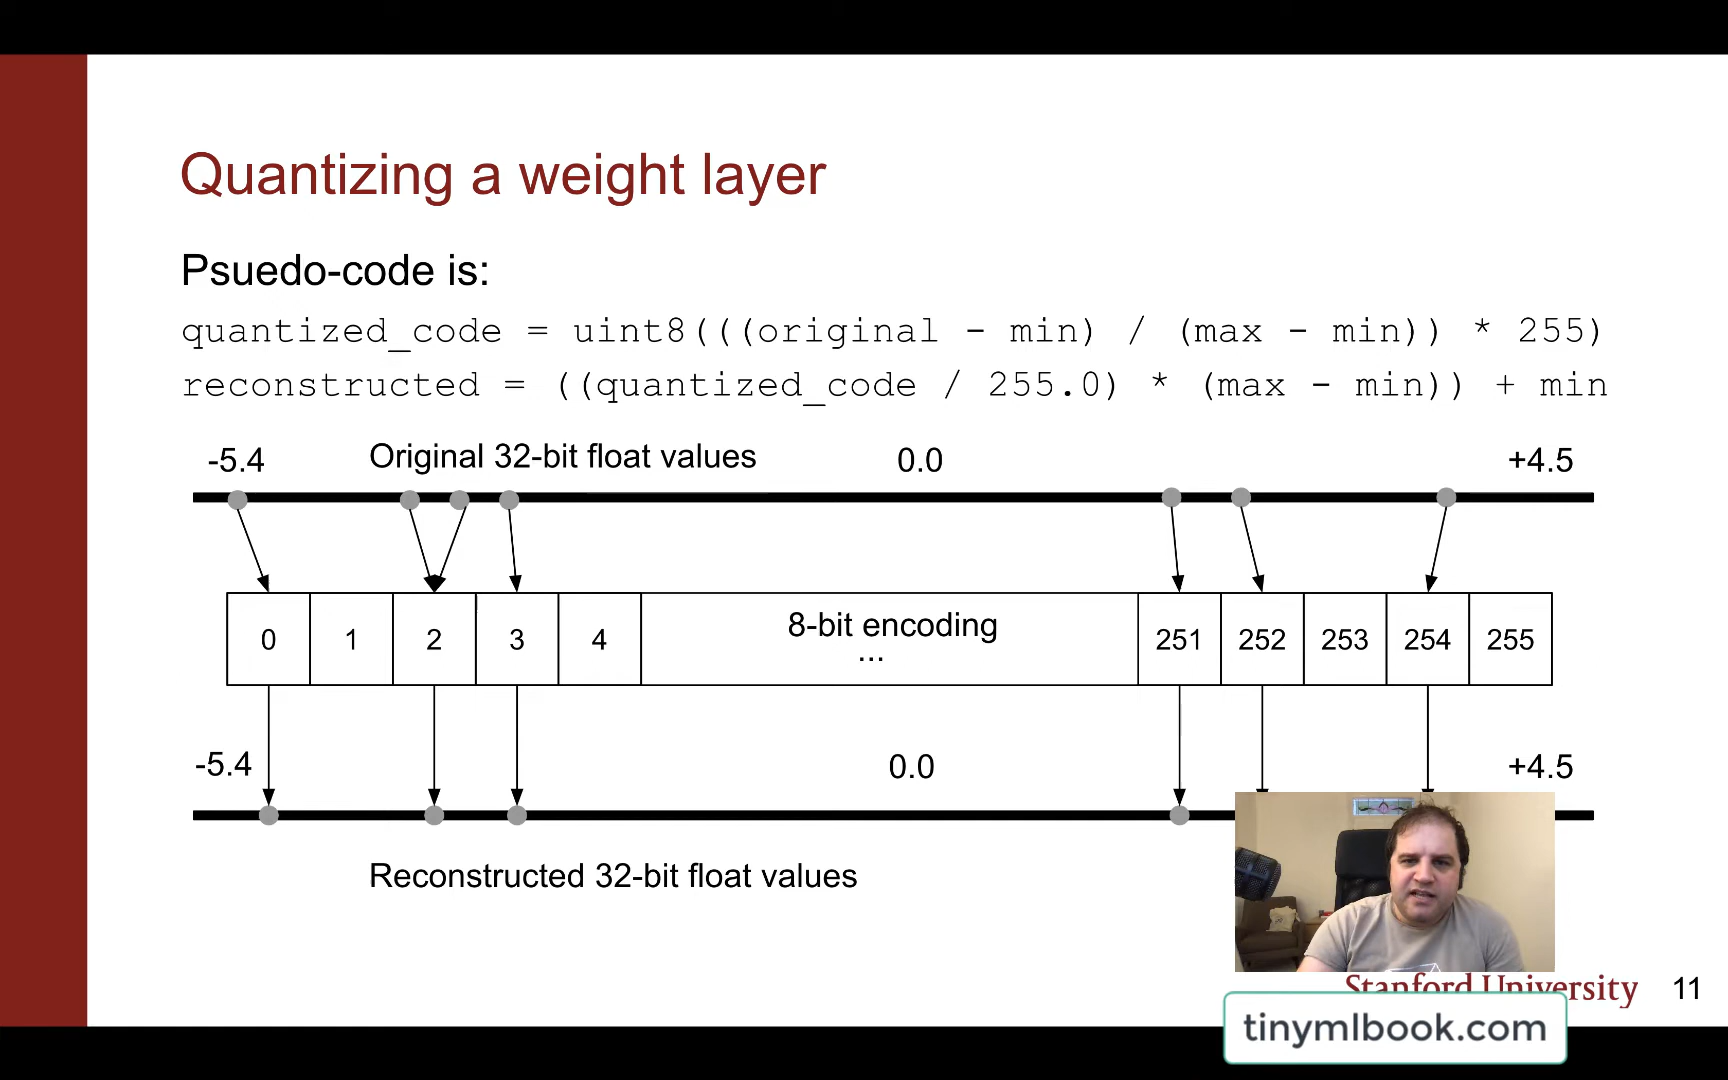 Quantizing a weight layer
Psuedo-code is:
quantized_code = uint8(((original - min) / (max - min)) * 255)
reconstructed = ((quantized_code / 255.0) * (max - min)) + min
-5.4 Original 32-bit float values 0.0 +4.5
0 1 2 3 4 8-bit encoding ... 251 252 253 254 255
-5.4 0.0 +4.5
Reconstructed 32-bit float values
Stanford University 11
tinymlbook.com